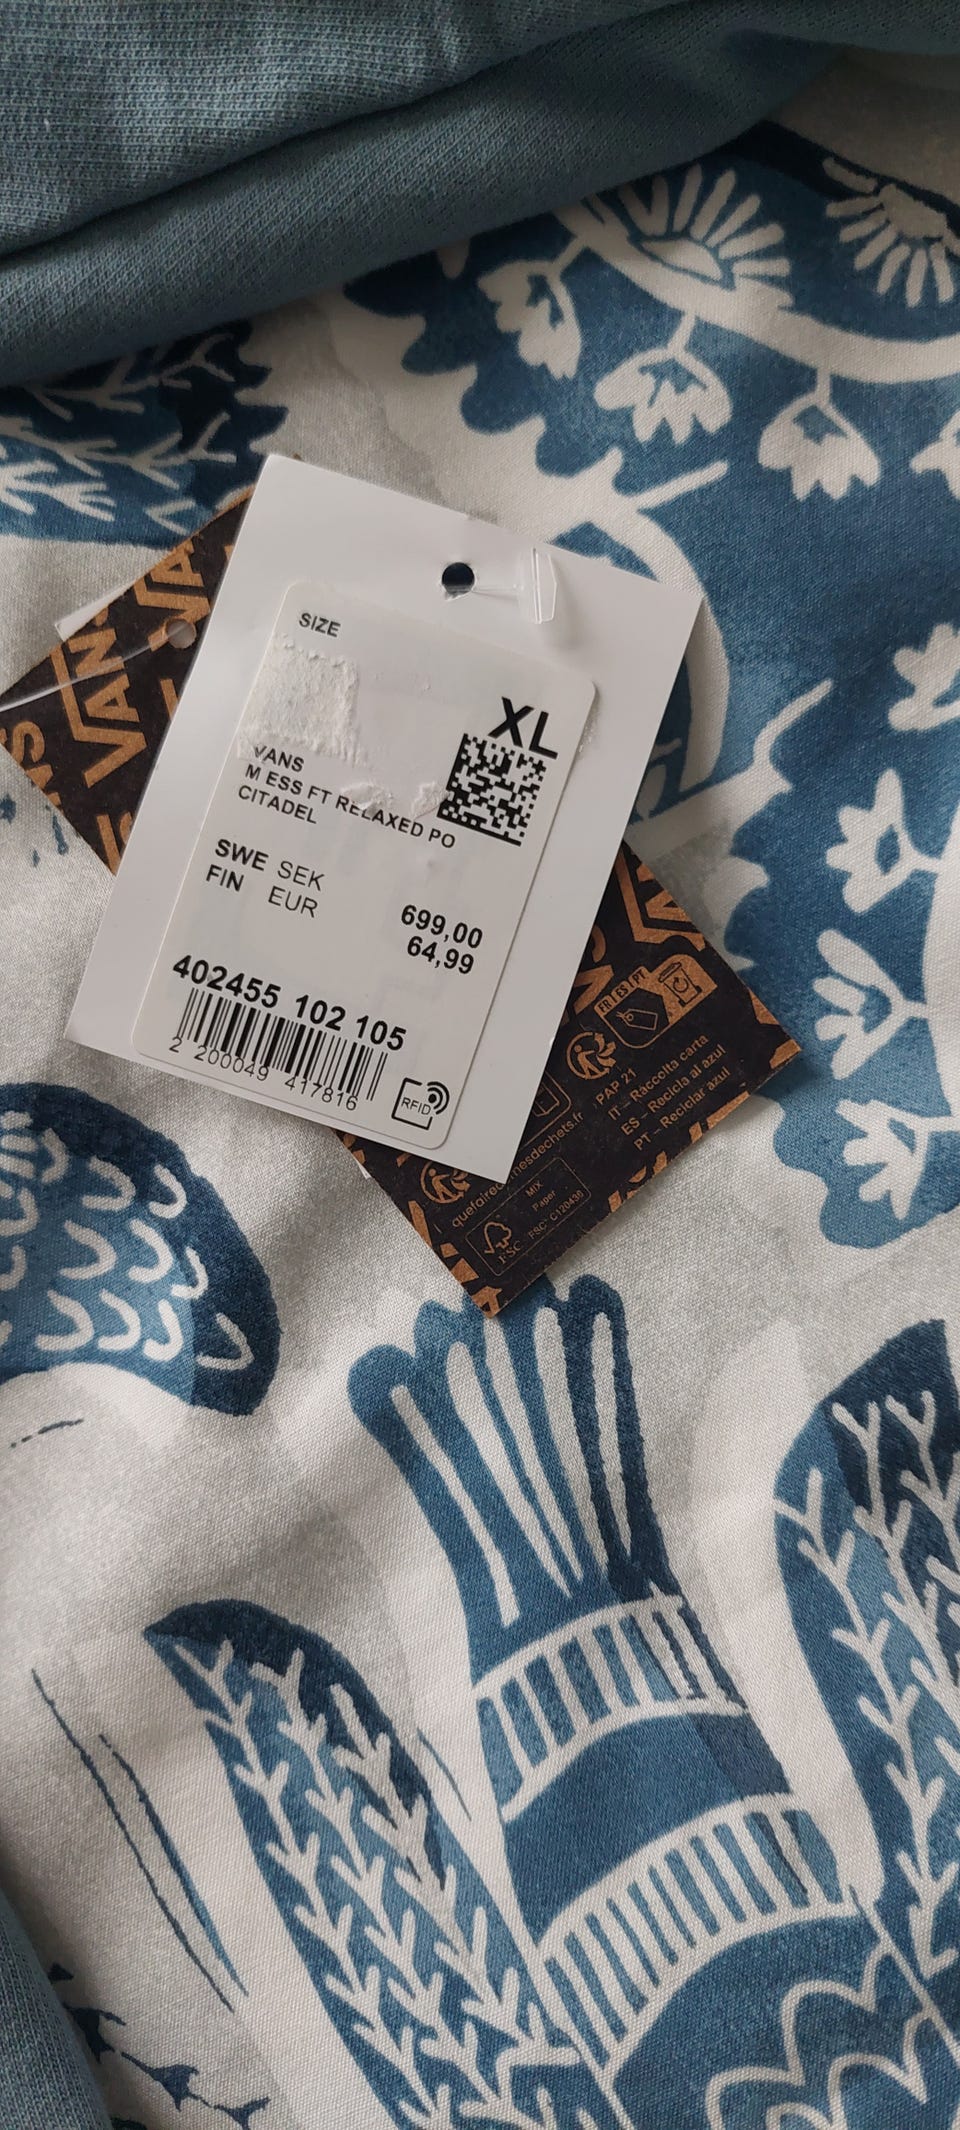 SIZE
XL
VANS
M ESS FT RELAXED PO
CITADEL
SWE SEK 699,00
FIN EUR 64,99
402455 102 105
2 200049 417816
RFID
VANS
VA
FR | ES | PT
PAP 21
IT – Raccolta carta
ES – Recicla al azul
PT – Reciclar azul
MIX
Paper
FSC
FSC® C120436